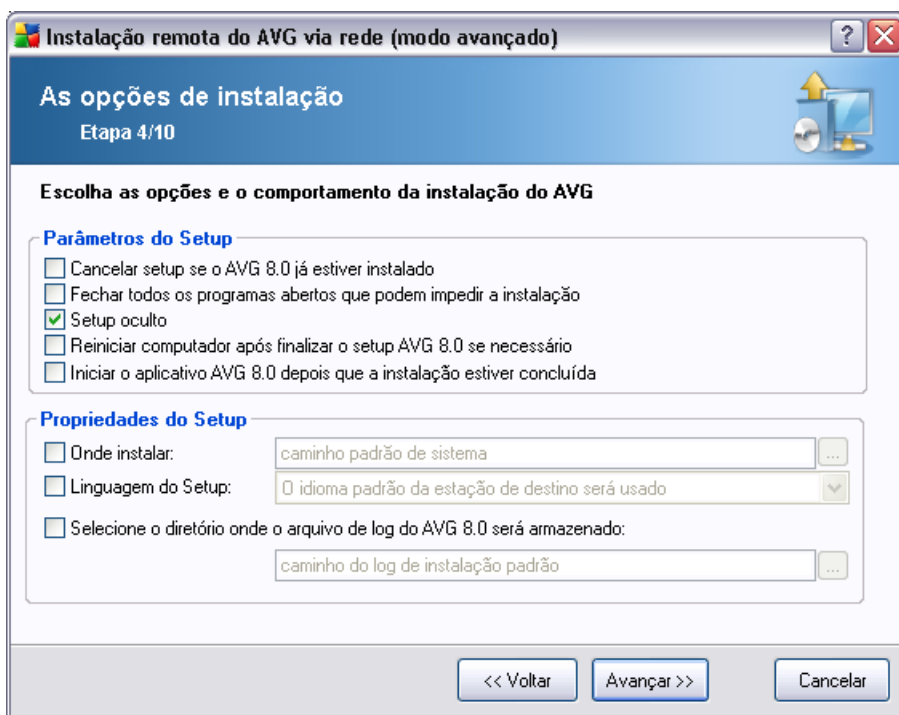 Instalação remota do AVG via rede (modo avançado)
As opções de instalação
Etapa 4/10
Escolha as opções e o comportamento da instalação do AVG
Parâmetros do Setup
Cancelar setup se o AVG 8.0 já estiver instalado
Fechar todos os programas abertos que podem impedir a instalação
Setup oculto
Reiniciar computador após finalizar o setup AVG 8.0 se necessário
Iniciar o aplicativo AVG 8.0 depois que a instalação estiver concluída
Propriedades do Setup
Onde instalar: caminho padrão de sistema ...
Linguagem do Setup: O idioma padrão da estação de destino será usado
Selecione o diretório onde o arquivo de log do AVG 8.0 será armazenado:
caminho do log de instalação padrão ...
<< Voltar Avançar >> Cancelar